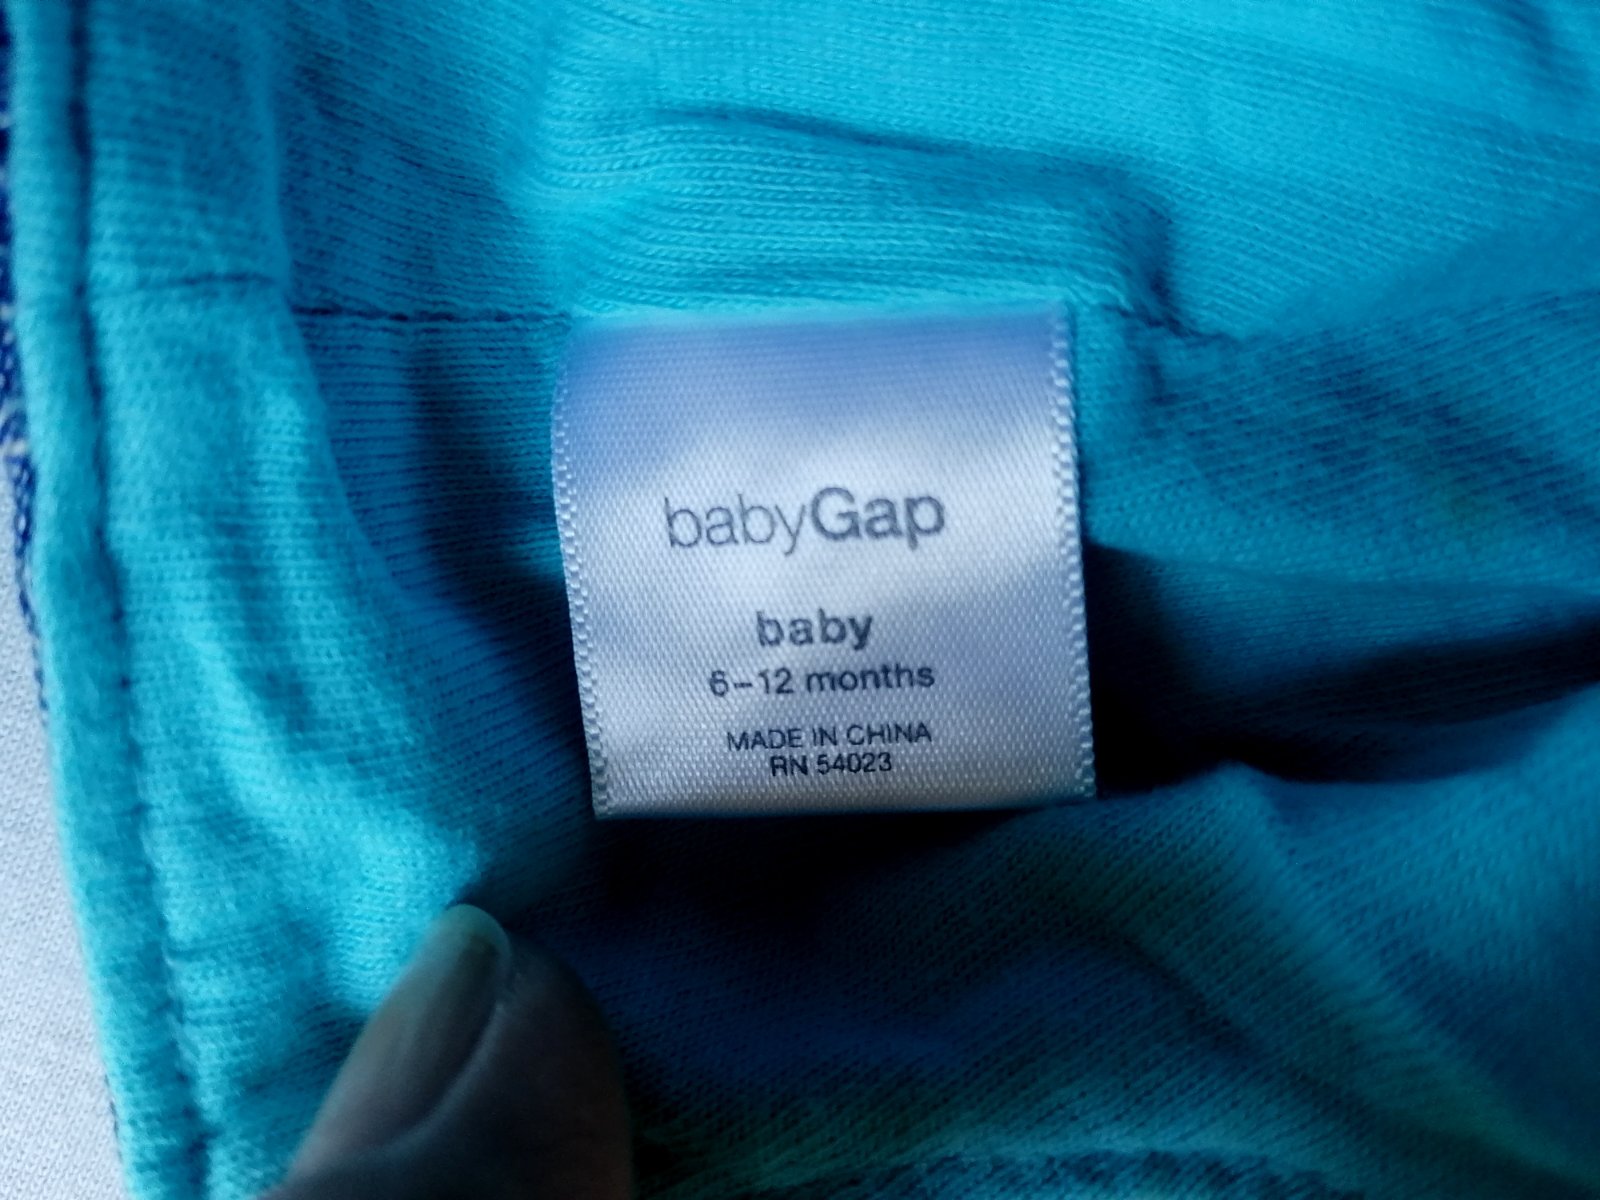 babyGap
baby
6-12 months
MADE IN CHINA
RN 54023